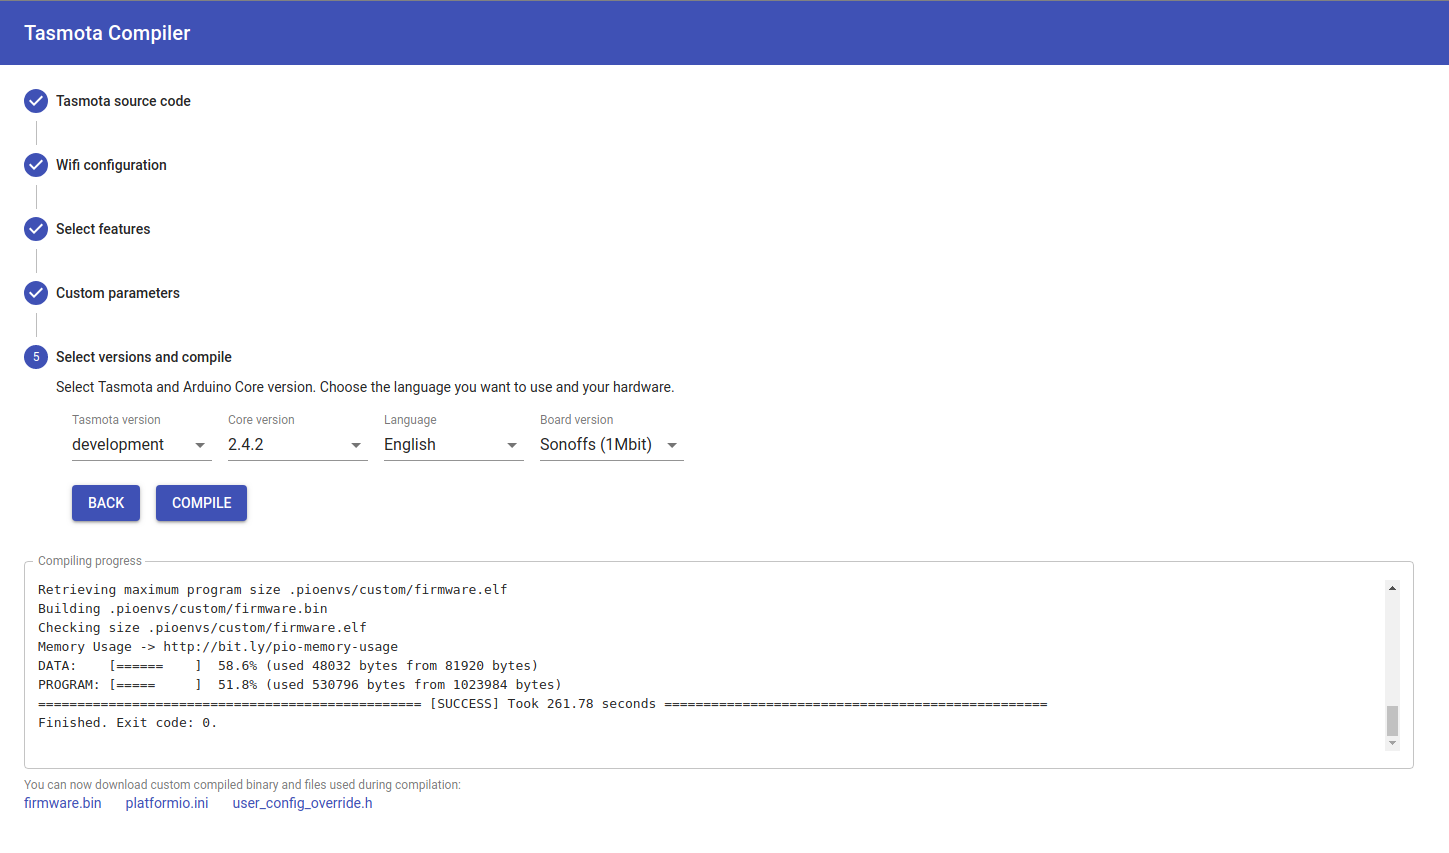 Tasmota Compiler
Tasmota source code
Wifi configuration
Select features
Custom parameters
5 Select versions and compile
Select Tasmota and Arduino Core version. Choose the language you want to use and your hardware.
Tasmota version Core version Language Board version
development 2.4.2 English Sonoffs (1Mbit)
BACK COMPILE
Compiling progress
Retrieving maximum program size .pioenvs/custom/firmware.elf
Building .pioenvs/custom/firmware.bin
Checking size .pioenvs/custom/firmware.elf
Memory Usage -> http://bit.ly/pio-memory-usage
DATA:    [======    ]  58.6% (used 48032 bytes from 81920 bytes)
PROGRAM: [=====     ]  51.8% (used 530796 bytes from 1023984 bytes)
================================================= [SUCCESS] Took 261.78 seconds =================================================
Finished. Exit code: 0.
You can now download custom compiled binary and files used during compilation:
firmware.bin platformio.ini user_config_override.h